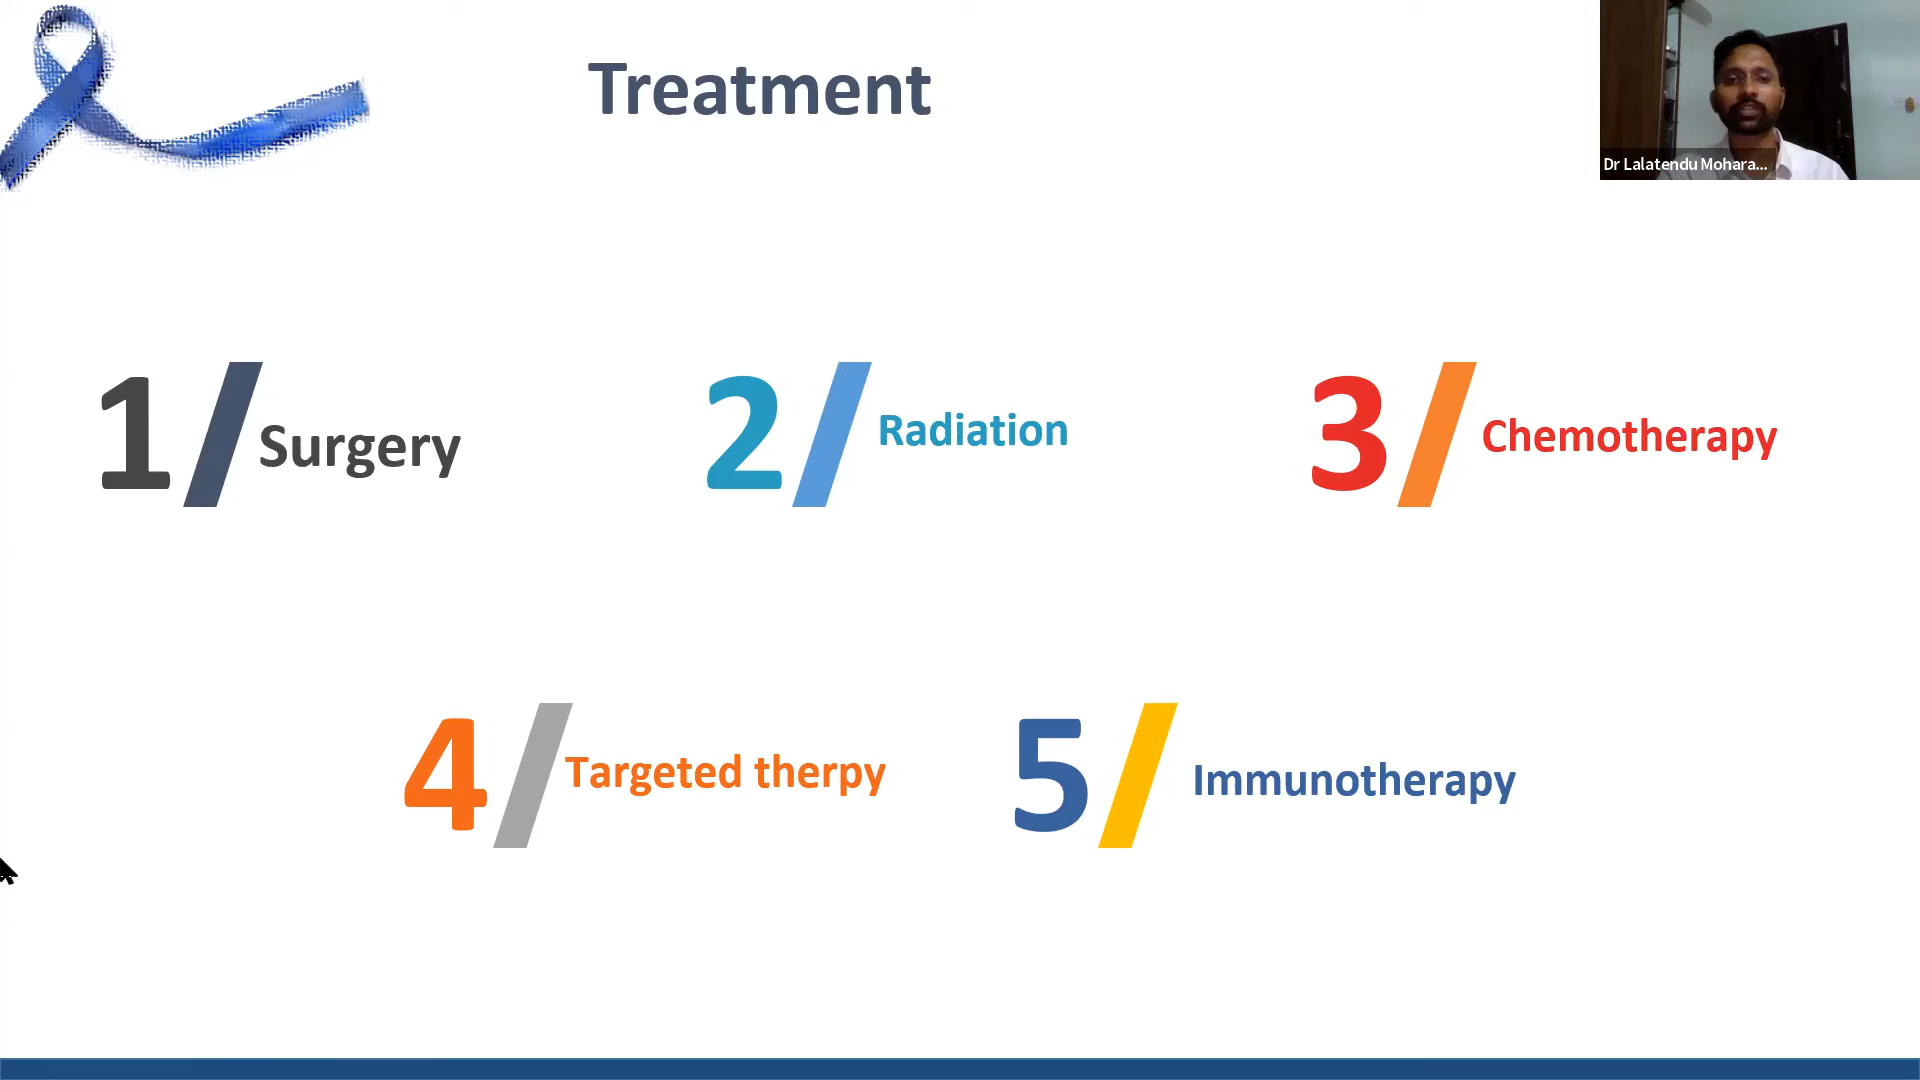 Treatment
Dr Lalatendu Mohara...
1 Surgery
2 Radiation
3 Chemotherapy
4 Targeted therpy
5 Immunotherapy